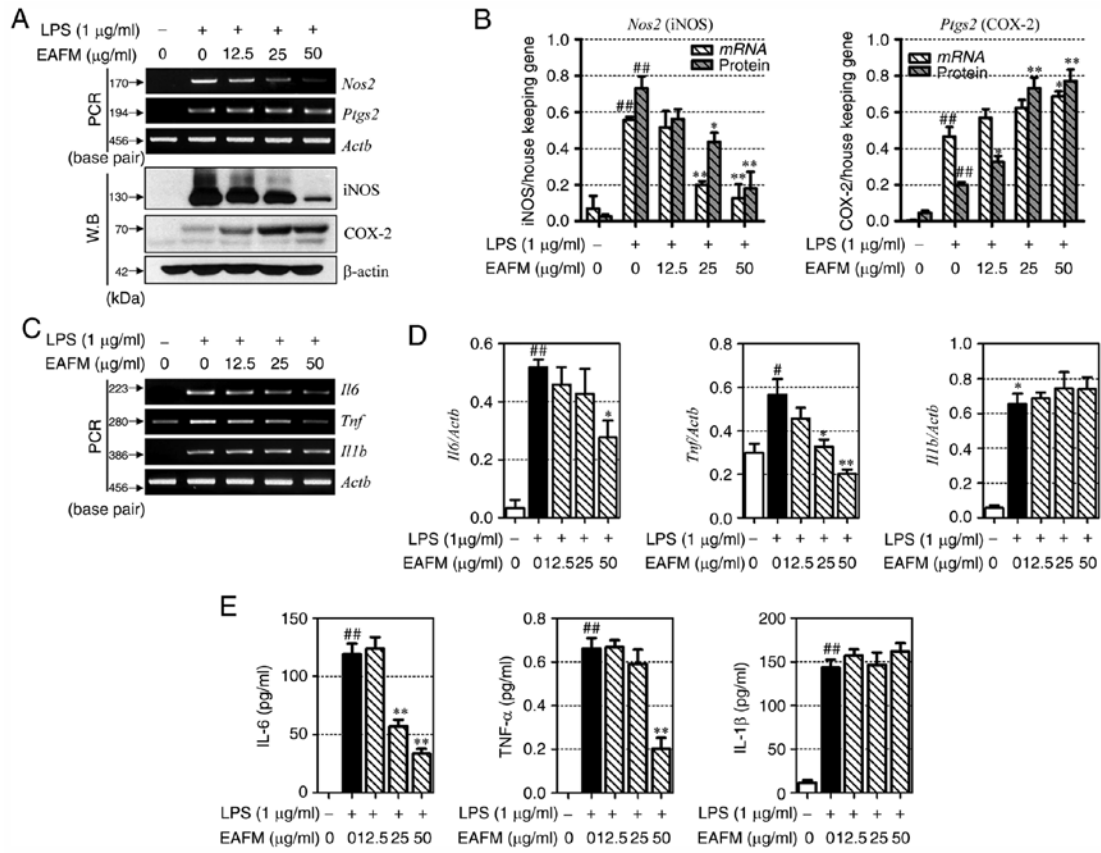 A
LPS (1 μg/ml) – + + + +
EAFM (μg/ml) 0 0 12.5 25 50
PCR
170 Nos2
194 Ptgs2
456 Actb
(base pair)
W.B
130 iNOS
70 COX-2
42 β-actin
(kDa)
B
Nos2 (iNOS)
iNOS/house keeping gene
1.0
0.8
0.6
0.4
0.2
0.0
mRNA
Protein
## ## * ** ** **
LPS (1 μg/ml) – + + + +
EAFM (μg/ml) 0 0 12.5 25 50
Ptgs2 (COX-2)
COX-2/house keeping gene
1.0
0.8
0.6
0.4
0.2
0.0
mRNA
Protein
## ## * ** * **
LPS (1 μg/ml) – + + + +
EAFM (μg/ml) 0 0 12.5 25 50
C
LPS (1 μg/ml) – + + + +
EAFM (μg/ml) 0 0 12.5 25 50
PCR
223 Il6
280 Tnf
386 Il1b
456 Actb
(base pair)
D
Il6/Actb
0.6
0.4
0.2
0.0
## *
LPS (1μg/ml) – + + + +
EAFM (μg/ml) 0 0 12.5 25 50
Tnf/Actb
0.8
0.6
0.4
0.2
0.0
# * **
LPS (1 μg/ml) – + + + +
EAFM (μg/ml) 0 0 12.5 25 50
Il1b/Actb
1.0
0.8
0.6
0.4
0.2
0.0
*
LPS (1 μg/ml) – + + + +
EAFM (μg/ml) 0 0 12.5 25 50
E
IL-6 (pg/ml)
150
100
50
0
## ** **
LPS (1 μg/ml) – + + + +
EAFM (μg/ml) 0 0 12.5 25 50
TNF-α (pg/ml)
0.8
0.6
0.4
0.2
0.0
## **
LPS (1 μg/ml) – + + + +
EAFM (μg/ml) 0 0 12.5 25 50
IL-1β (pg/ml)
200
150
100
50
0
##
LPS (1 μg/ml) – + + + +
EAFM (μg/ml) 0 0 12.5 25 50